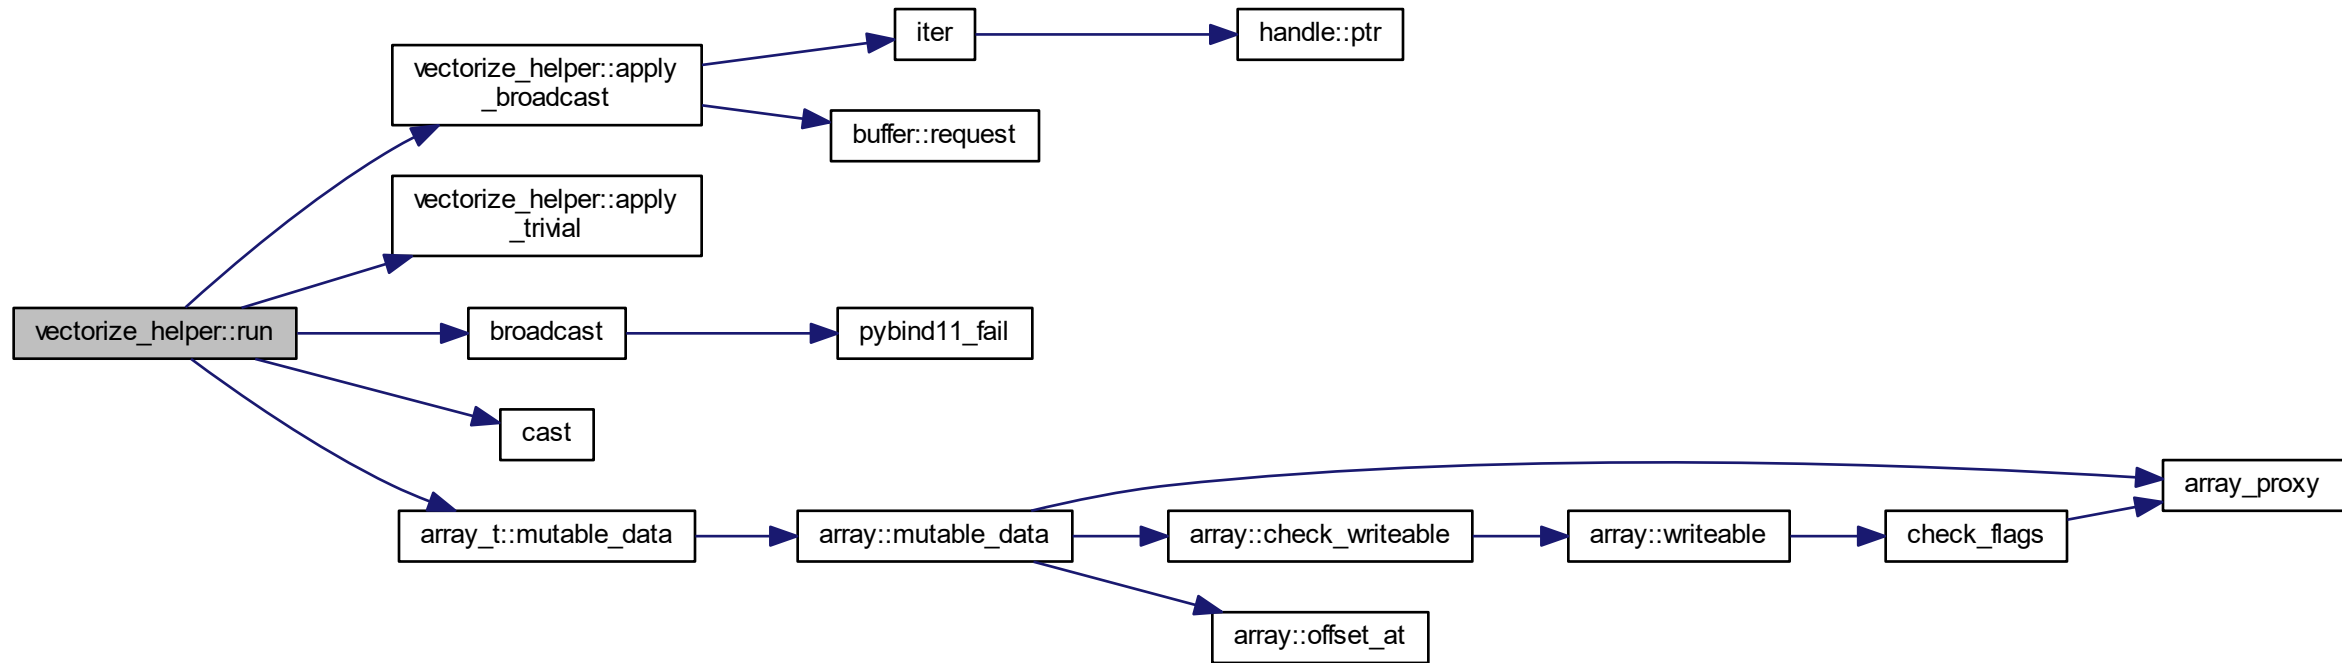 iter
handle::ptr
vectorize_helper::apply
_broadcast
buffer::request
vectorize_helper::apply
_trivial
vectorize_helper::run
broadcast
pybind11_fail
cast
array_proxy
array_t::mutable_data
array::mutable_data
array::check_writeable
array::writeable
check_flags
array::offset_at